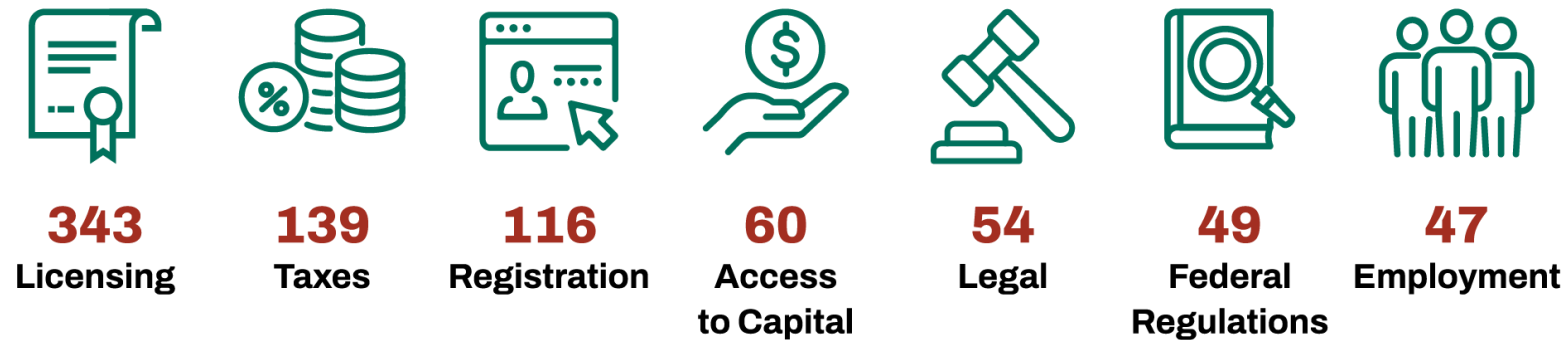 343
Licensing
139
Taxes
116
Registration
60
Access
to Capital
54
Legal
49
Federal
Regulations
47
Employment